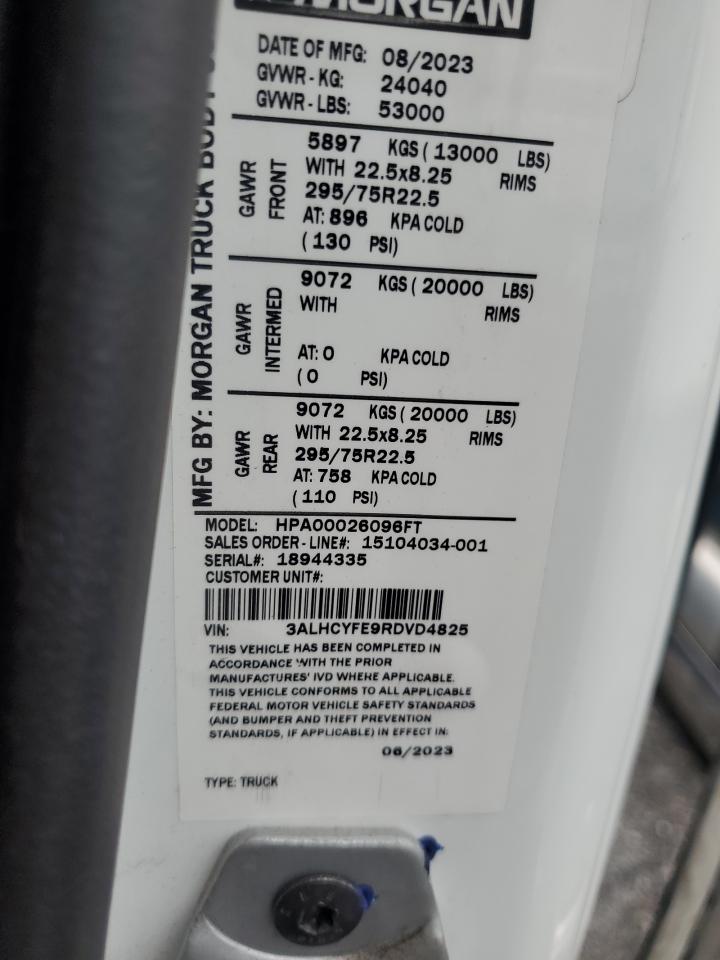 MORGAN
DATE OF MFG: 08/2023
GVWR - KG: 24040
GVWR - LBS: 53000
MFG BY: MORGAN TRUCK BODY
GAWR FRONT
5897 KGS ( 13000 LBS)
WITH 22.5x8.25 RIMS
295/75R22.5
AT: 896 KPA COLD
( 130 PSI)
GAWR INTERMED
9072 KGS ( 20000 LBS)
WITH RIMS
AT: 0 KPA COLD
( 0 PSI)
GAWR REAR
9072 KGS ( 20000 LBS)
WITH 22.5x8.25 RIMS
295/75R22.5
AT: 758 KPA COLD
( 110 PSI)
MODEL: HPA00026096FT
SALES ORDER - LINE#: 15104034-001
SERIAL#: 18944335
CUSTOMER UNIT#:
VIN: 3ALHCYFE9RDVD4825
THIS VEHICLE HAS BEEN COMPLETED IN
ACCORDANCE WITH THE PRIOR
MANUFACTURES' IVD WHERE APPLICABLE.
THIS VEHICLE CONFORMS TO ALL APPLICABLE
FEDERAL MOTOR VEHICLE SAFETY STANDARDS
(AND BUMPER AND THEFT PREVENTION
STANDARDS, IF APPLICABLE) IN EFFECT IN:
06/2023
TYPE: TRUCK